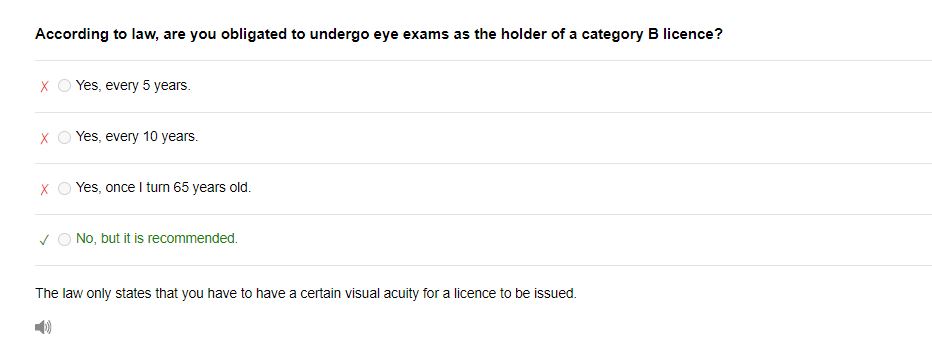 According to law, are you obligated to undergo eye exams as the holder of a category B licence?
✗ Yes, every 5 years.
✗ Yes, every 10 years.
✗ Yes, once I turn 65 years old.
✓ No, but it is recommended.
The law only states that you have to have a certain visual acuity for a licence to be issued.